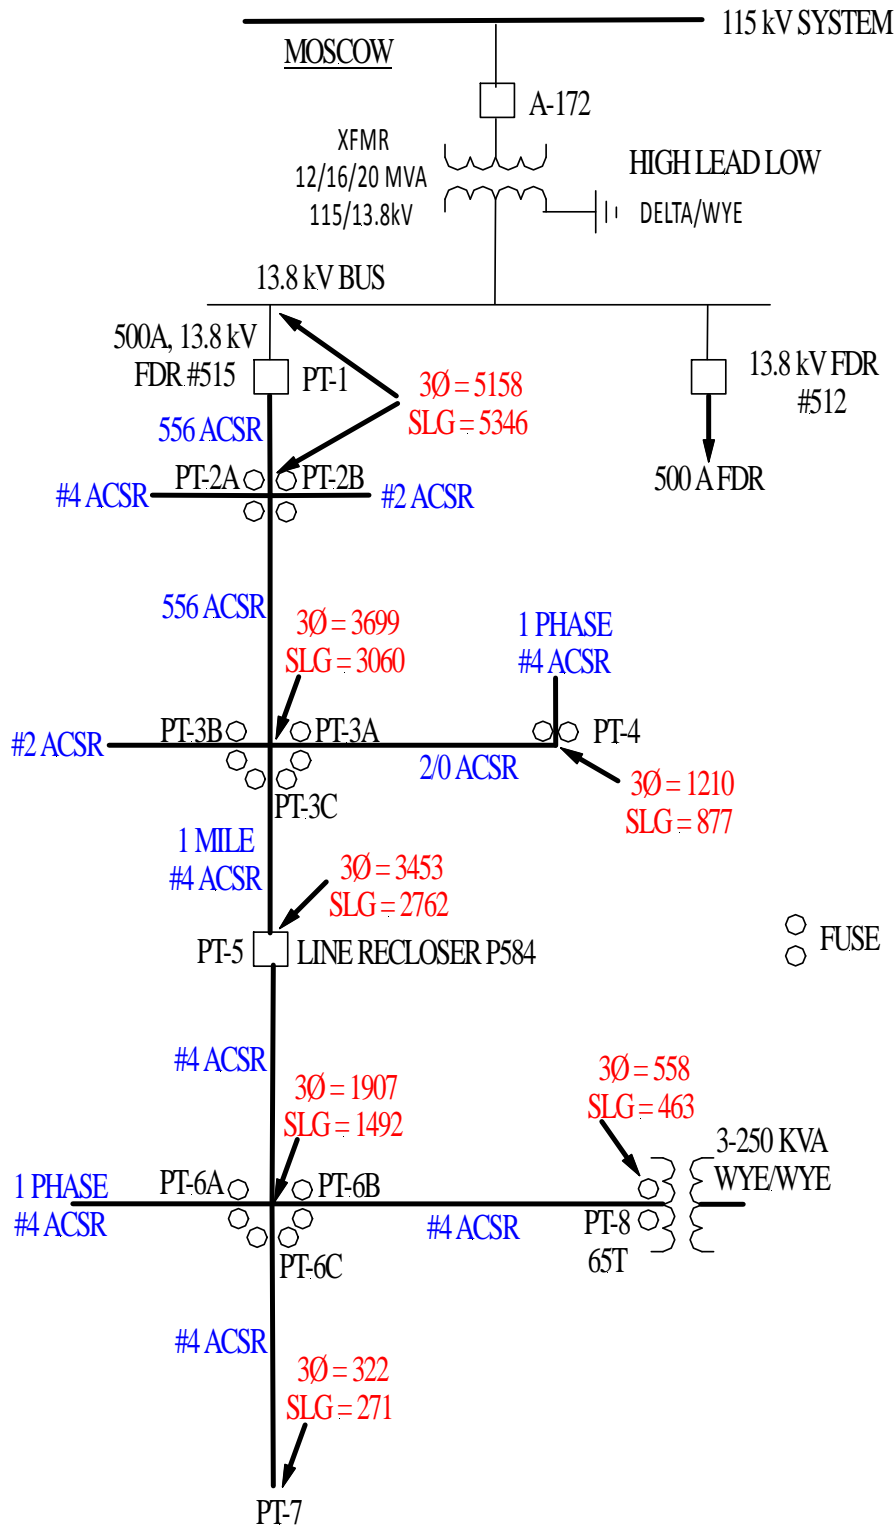 115 kV SYSTEM
MOSCOW
A-172
XFMR
12/16/20 MVA
115/13.8kV
HIGH LEAD LOW
DELTA/WYE
13.8 kV BUS
500A, 13.8 kV
FDR #515
PT-1
3Ø = 5158
SLG = 5346
13.8 kV FDR
#512
556 ACSR
PT-2A
PT-2B
#4 ACSR
#2 ACSR
500 A FDR
556 ACSR
3Ø = 3699
SLG = 3060
1 PHASE
#4 ACSR
PT-3B
PT-3A
PT-4
#2 ACSR
2/0 ACSR
3Ø = 1210
SLG = 877
PT-3C
1 MILE
#4 ACSR
3Ø = 3453
SLG = 2762
PT-5
LINE RECLOSER P584
FUSE
#4 ACSR
3Ø = 1907
SLG = 1492
3Ø = 558
SLG = 463
3-250 KVA
WYE/WYE
1 PHASE
#4 ACSR
PT-6A
PT-6B
#4 ACSR
PT-8
65T
PT-6C
#4 ACSR
3Ø = 322
SLG = 271
PT-7